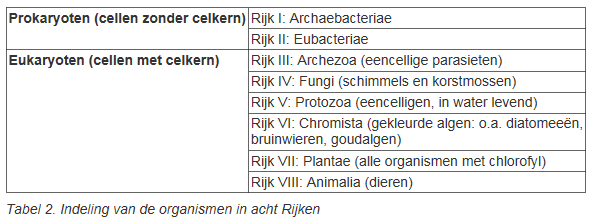 Prokaryoten (cellen zonder celkern) Rijk I: Archaebacteriae
Rijk II: Eubacteriae
Eukaryoten (cellen met celkern) Rijk III: Archezoa (eencellige parasieten)
Rijk IV: Fungi (schimmels en korstmossen)
Rijk V: Protozoa (eencelligen, in water levend)
Rijk VI: Chromista (gekleurde algen: o.a. diatomeeën,
bruinwieren, goudalgen)
Rijk VII: Plantae (alle organismen met chlorofyl)
Rijk VIII: Animalia (dieren)
Tabel 2. Indeling van de organismen in acht Rijken